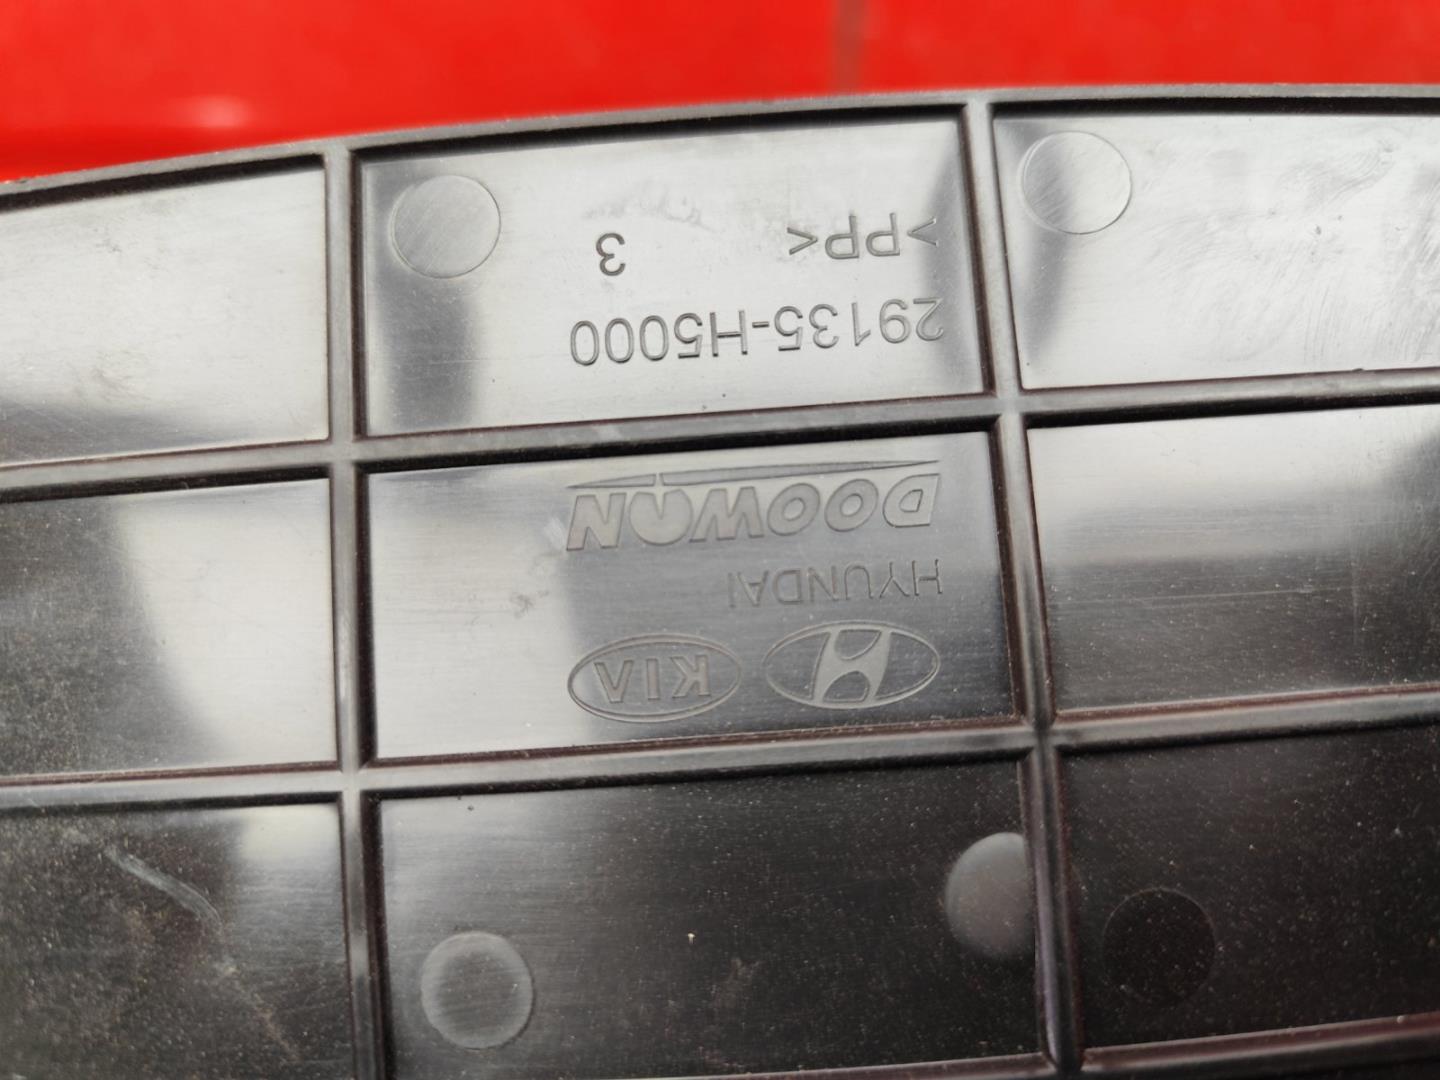 KIA
HYUNDAI
DOOWON
29135-H5000
>PP< 3